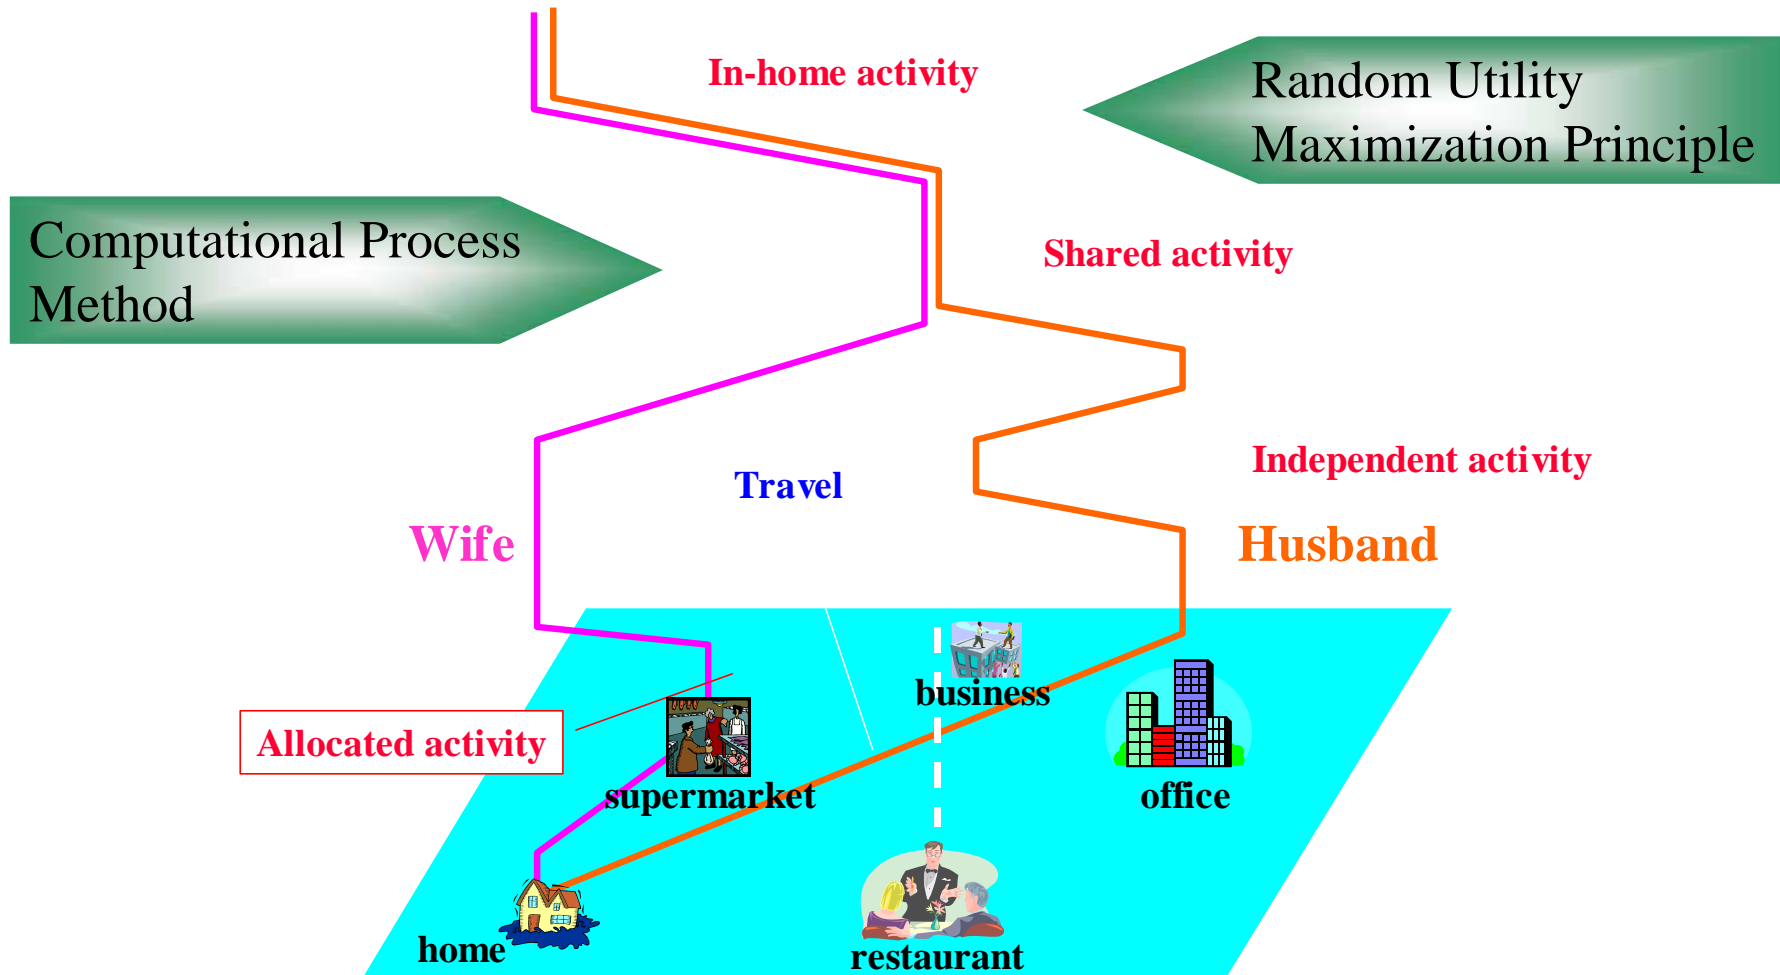 In-home activity
Random Utility
Maximization Principle
Computational Process
Method
Shared activity
Independent activity
Travel
Wife
Husband
business
Allocated activity
supermarket
office
home
restaurant